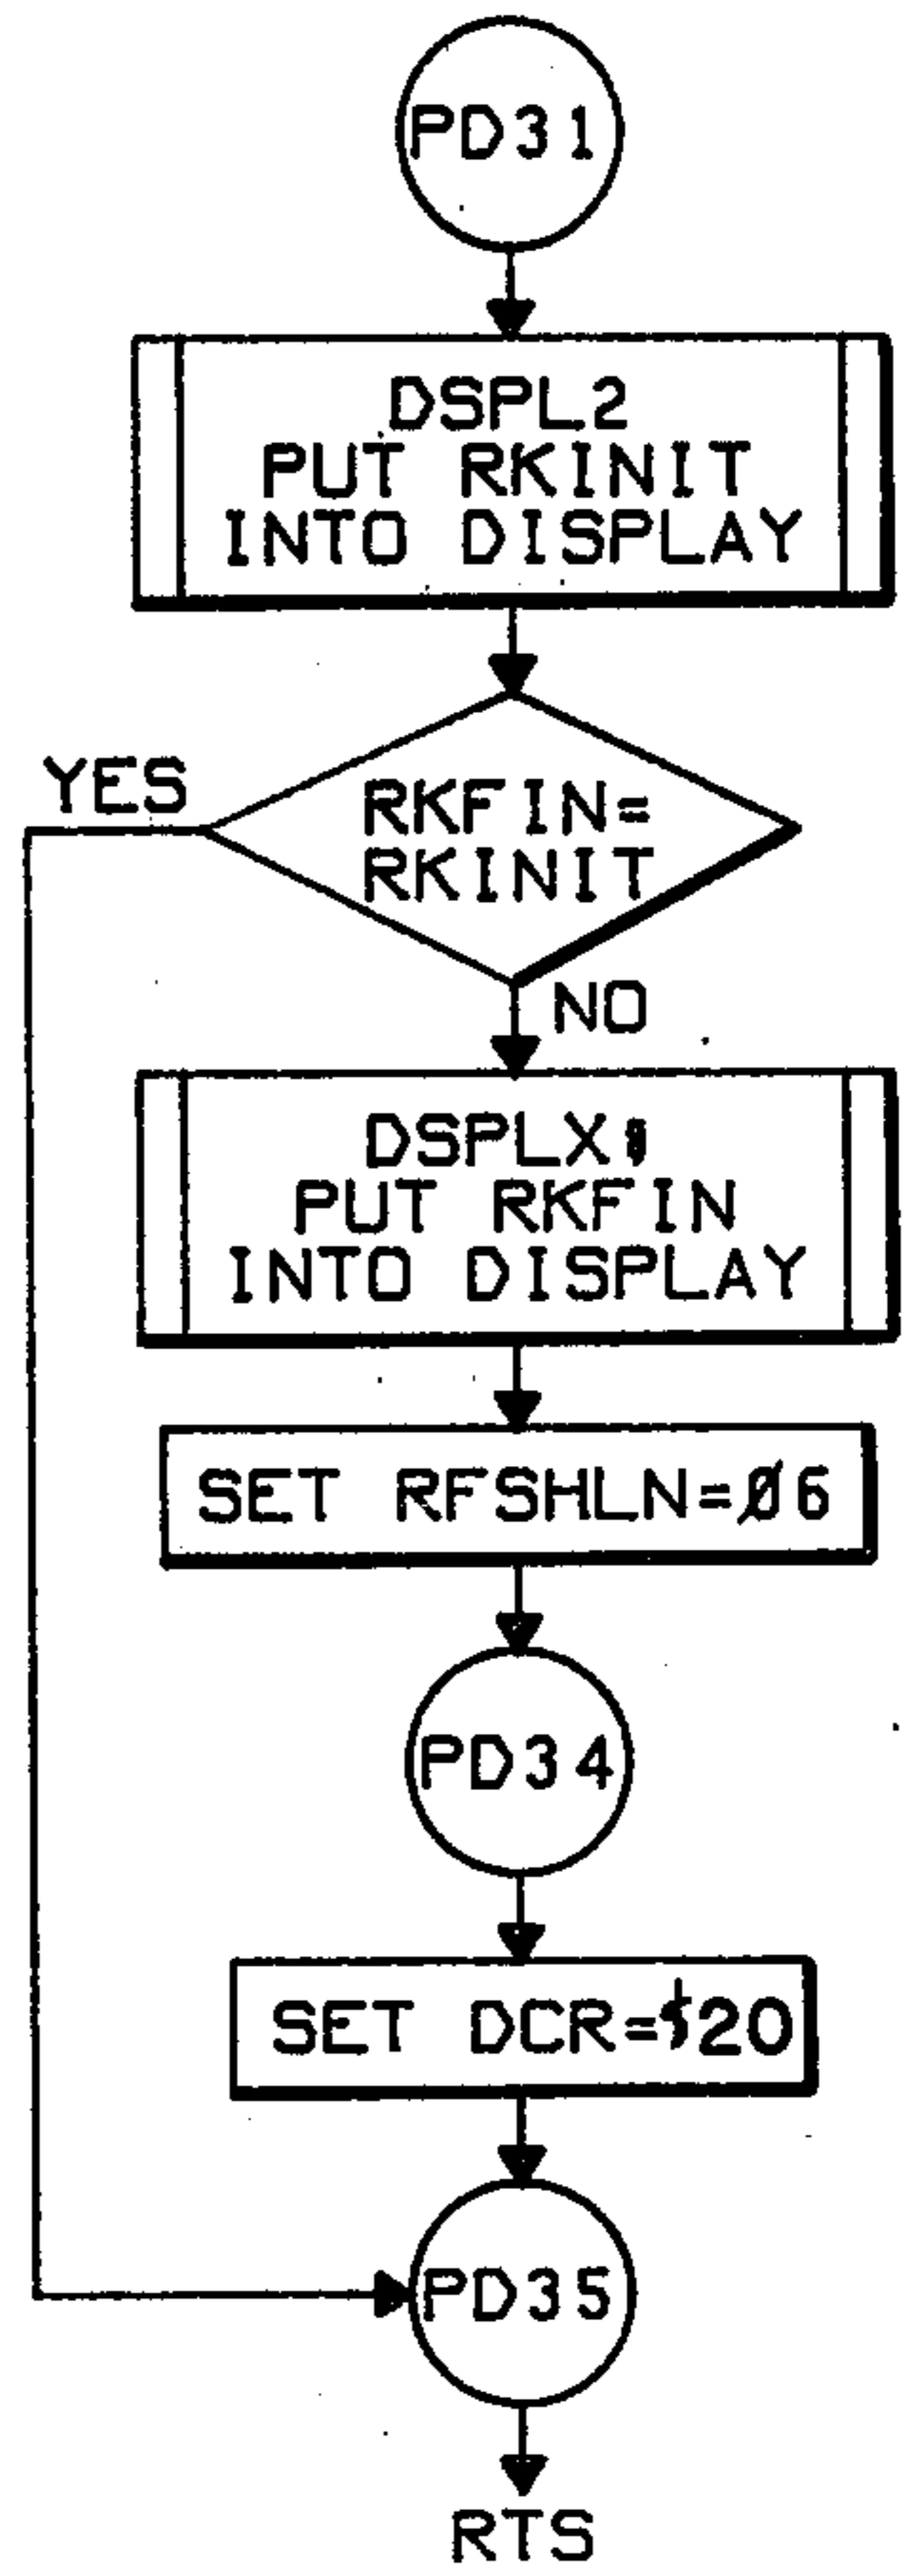 PD31
DSPL2
PUT RKINIT
INTO DISPLAY
YES
RKFIN=
RKINIT
NO
DSPLX:
PUT RKFIN
INTO DISPLAY
SET RFSHLN=Ø6
PD34
SET DCR=$20
PD35
RTS